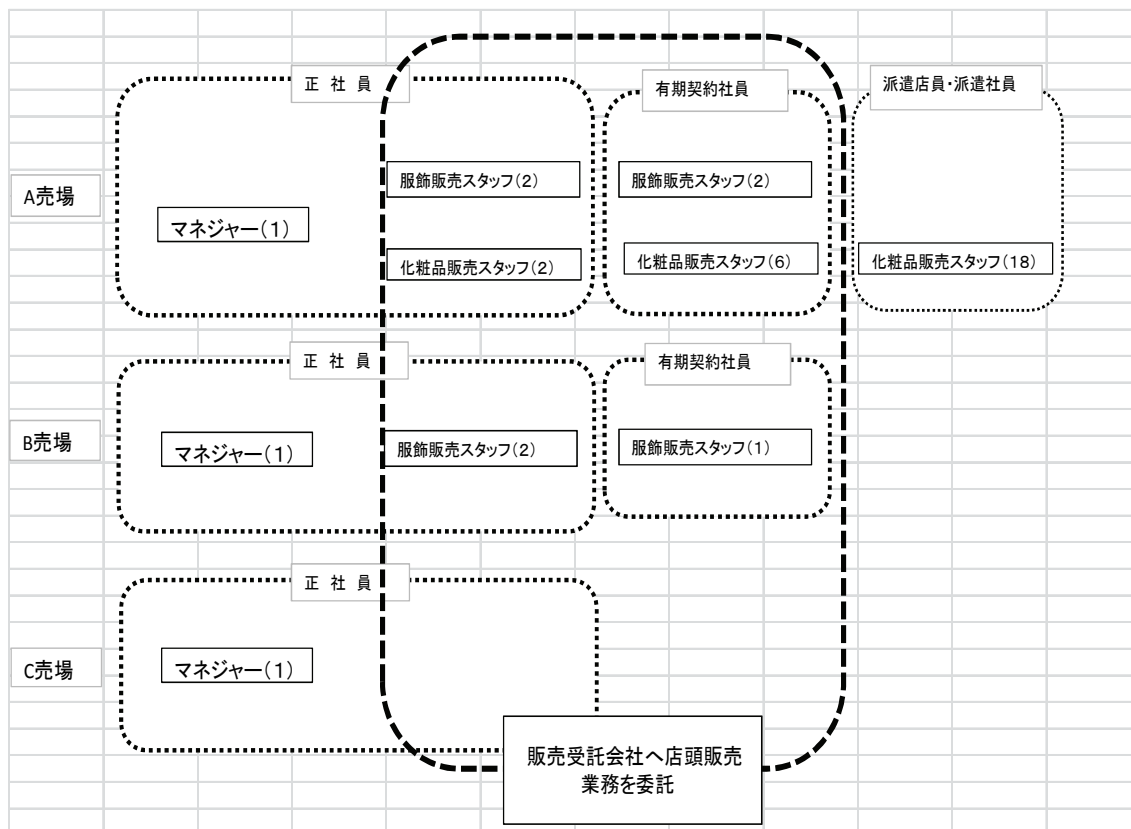 正 社 員
有期契約社員
派遣店員・派遣社員
A売場
マネジャー(1)
服飾販売スタッフ(2)
服飾販売スタッフ(2)
化粧品販売スタッフ(2)
化粧品販売スタッフ(6)
化粧品販売スタッフ(18)
正 社 員
有期契約社員
B売場
マネジャー(1)
服飾販売スタッフ(2)
服飾販売スタッフ(1)
正 社 員
C売場
マネジャー(1)
販売受託会社へ店頭販売
業務を委託